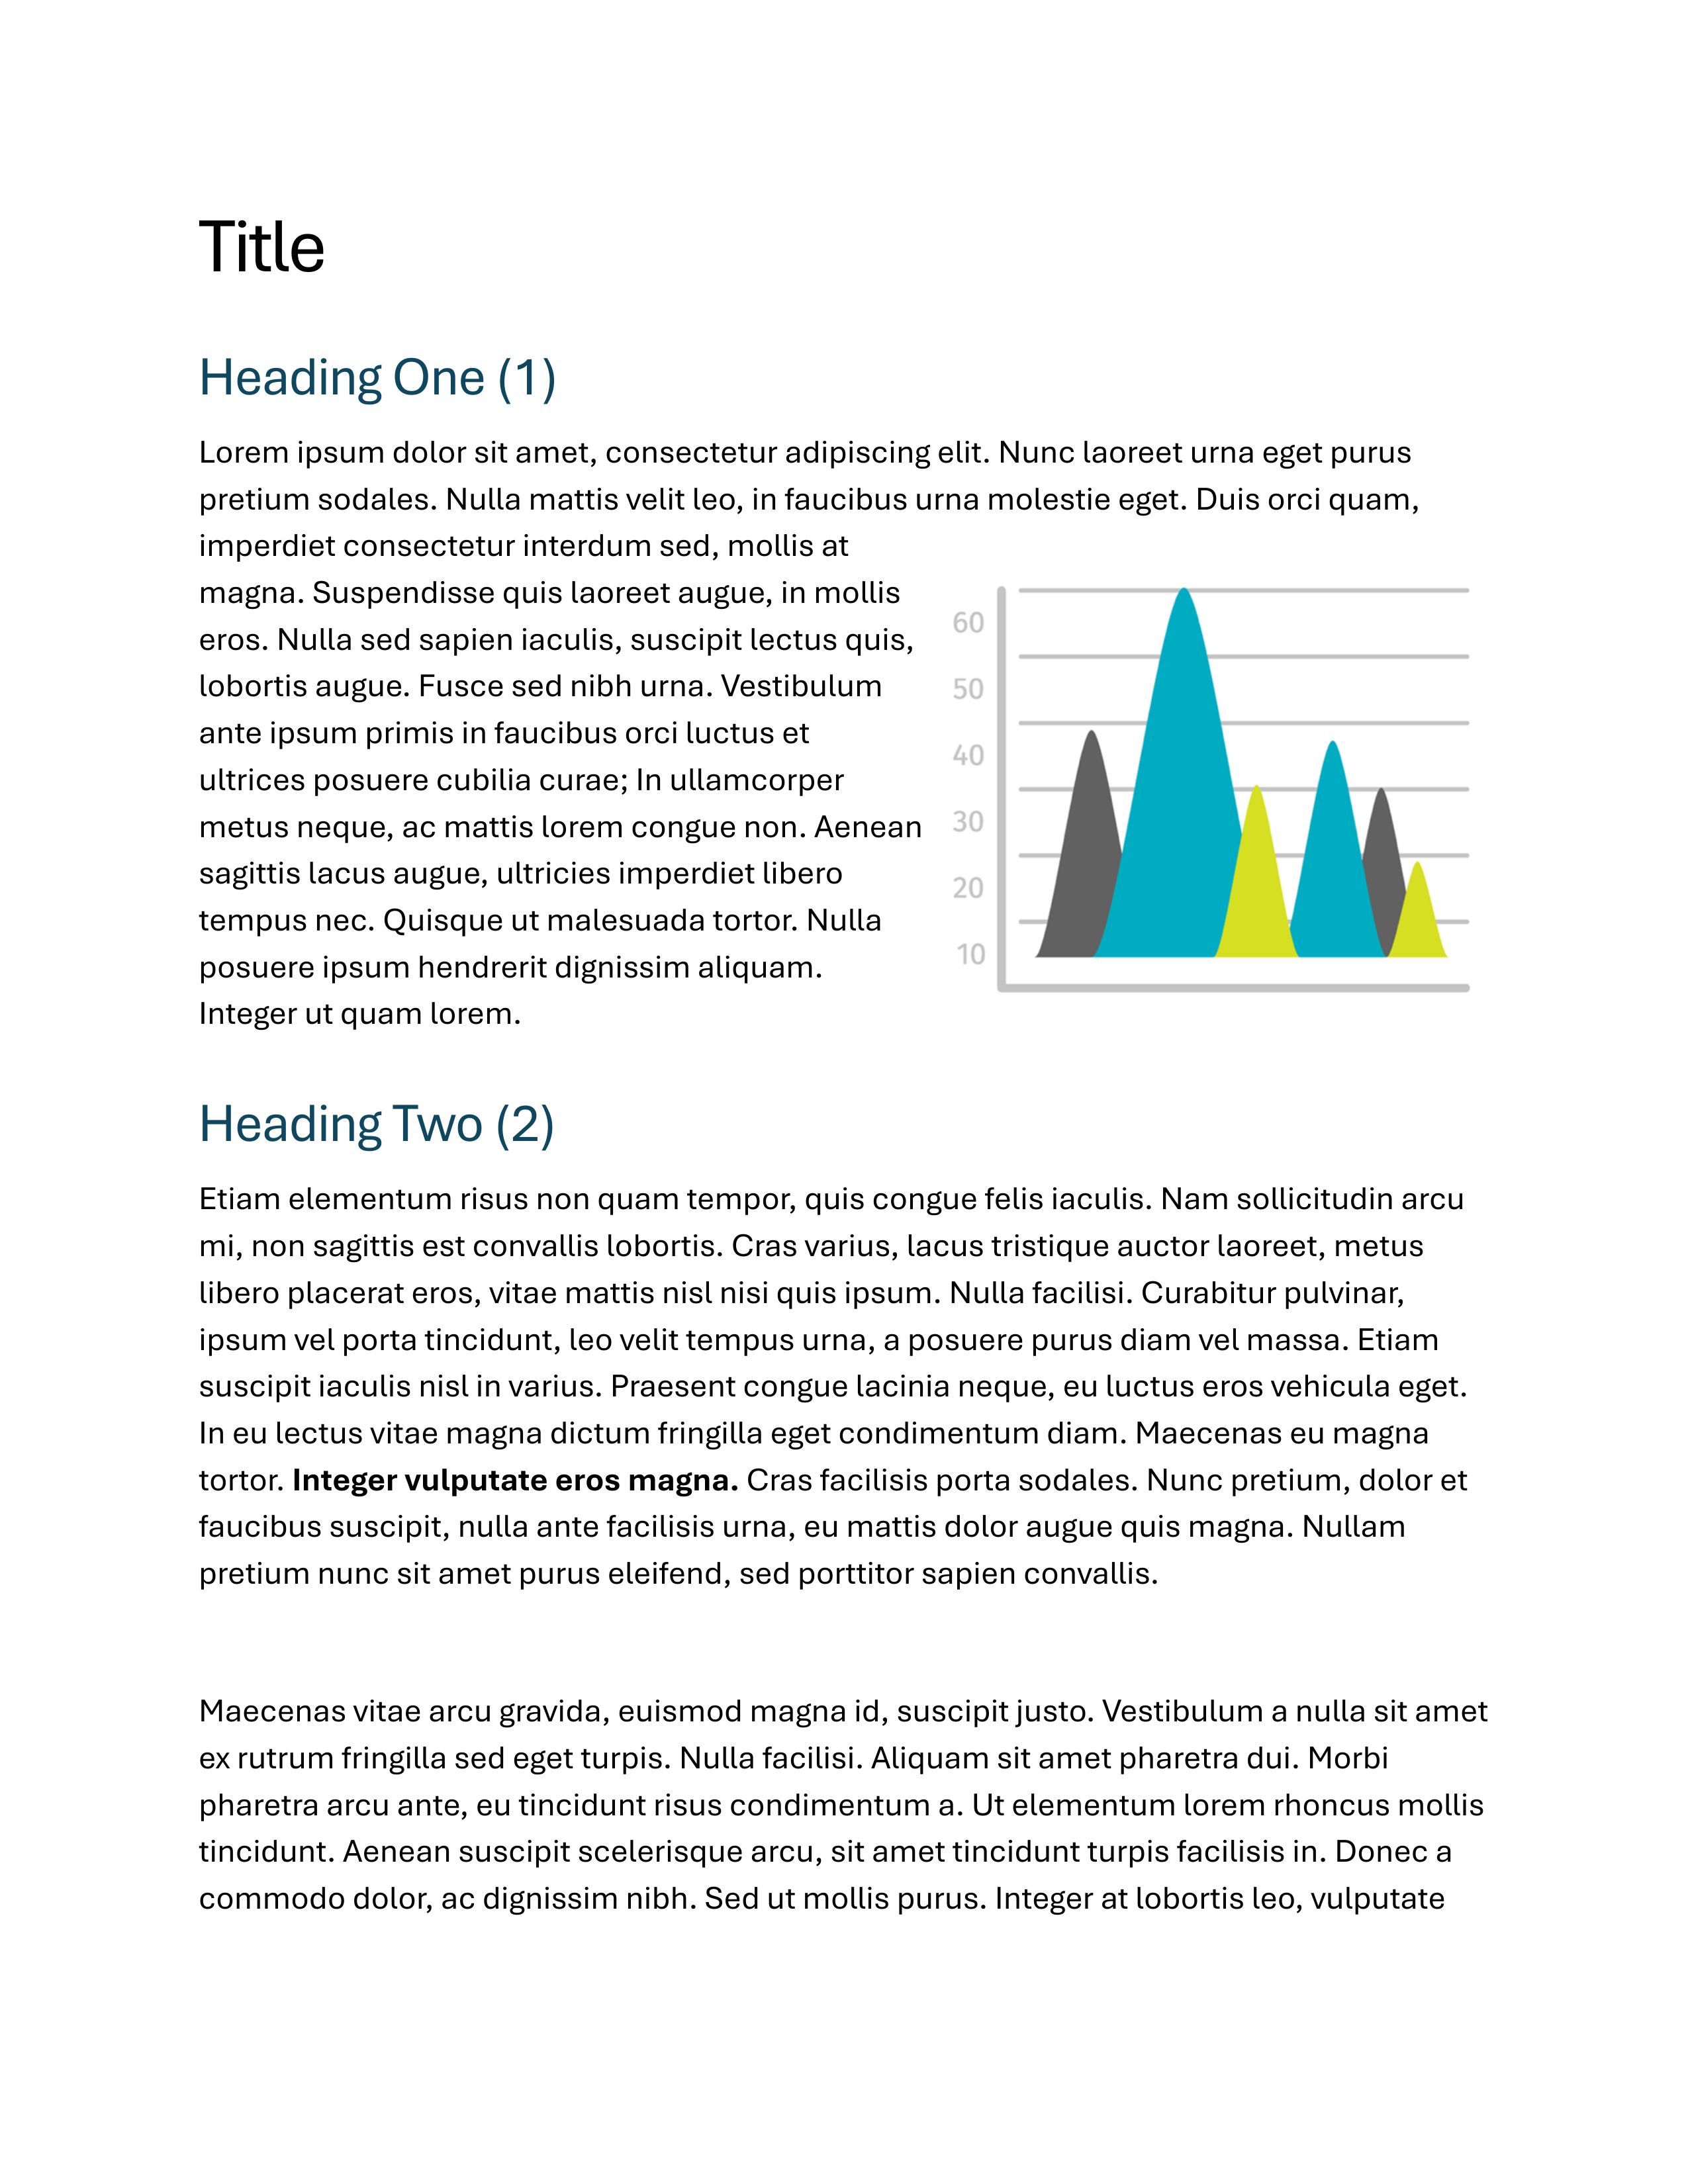 Title
Heading One (1)
Lorem ipsum dolor sit amet, consectetur adipiscing elit. Nunc laoreet urna eget purus
pretium sodales. Nulla mattis velit leo, in faucibus urna molestie eget. Duis orci quam,
imperdiet consectetur interdum sed, mollis at
magna. Suspendisse quis laoreet augue, in mollis
eros. Nulla sed sapien iaculis, suscipit lectus quis,
lobortis augue. Fusce sed nibh urna. Vestibulum
ante ipsum primis in faucibus orci luctus et
ultrices posuere cubilia curae; In ullamcorper
metus neque, ac mattis lorem congue non. Aenean
sagittis lacus augue, ultricies imperdiet libero
tempus nec. Quisque ut malesuada tortor. Nulla
posuere ipsum hendrerit dignissim aliquam.
Integer ut quam lorem.
60
50
40
30
20
10
Heading Two (2)
Etiam elementum risus non quam tempor, quis congue felis iaculis. Nam sollicitudin arcu
mi, non sagittis est convallis lobortis. Cras varius, lacus tristique auctor laoreet, metus
libero placerat eros, vitae mattis nisl nisi quis ipsum. Nulla facilisi. Curabitur pulvinar,
ipsum vel porta tincidunt, leo velit tempus urna, a posuere purus diam vel massa. Etiam
suscipit iaculis nisl in varius. Praesent congue lacinia neque, eu luctus eros vehicula eget.
In eu lectus vitae magna dictum fringilla eget condimentum diam. Maecenas eu magna
tortor. Integer vulputate eros magna. Cras facilisis porta sodales. Nunc pretium, dolor et
faucibus suscipit, nulla ante facilisis urna, eu mattis dolor augue quis magna. Nullam
pretium nunc sit amet purus eleifend, sed porttitor sapien convallis.
Maecenas vitae arcu gravida, euismod magna id, suscipit justo. Vestibulum a nulla sit amet
ex rutrum fringilla sed eget turpis. Nulla facilisi. Aliquam sit amet pharetra dui. Morbi
pharetra arcu ante, eu tincidunt risus condimentum a. Ut elementum lorem rhoncus mollis
tincidunt. Aenean suscipit scelerisque arcu, sit amet tincidunt turpis facilisis in. Donec a
commodo dolor, ac dignissim nibh. Sed ut mollis purus. Integer at lobortis leo, vulputate